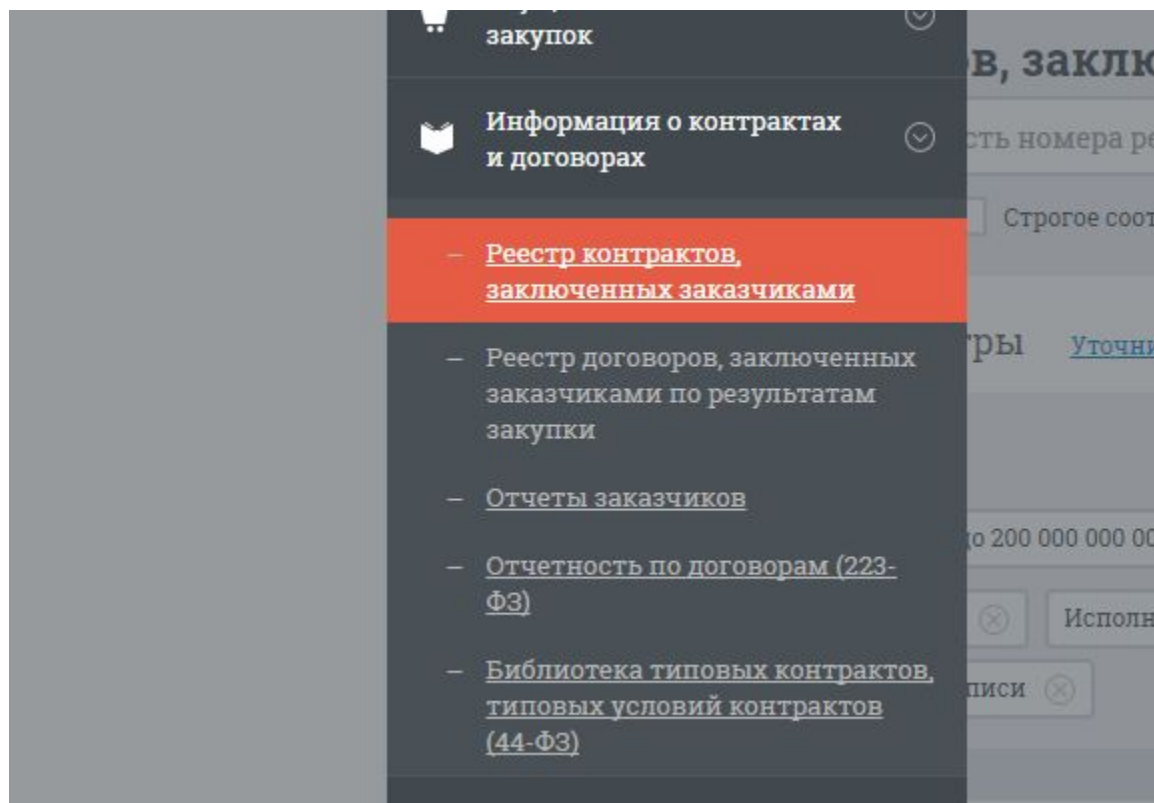 закупок
Информация о контрактах
и договорах
– Реестр контрактов,
заключенных заказчиками
– Реестр договоров, заключенных
заказчиками по результатам
закупки
– Отчеты заказчиков
– Отчетность по договорам (223-
ФЗ)
– Библиотека типовых контрактов,
типовых условий контрактов
(44-ФЗ)
в, заклю
сть номера ре
Строгое соот
тры Уточни
до 200 000 000 00
Исполн
писи